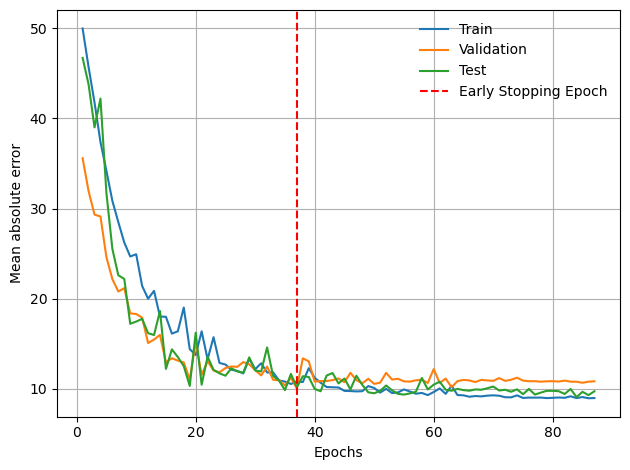 50
40
30
20
10
Mean absolute error
0
20
40
60
80
Epochs
Train
Validation
Test
Early Stopping Epoch